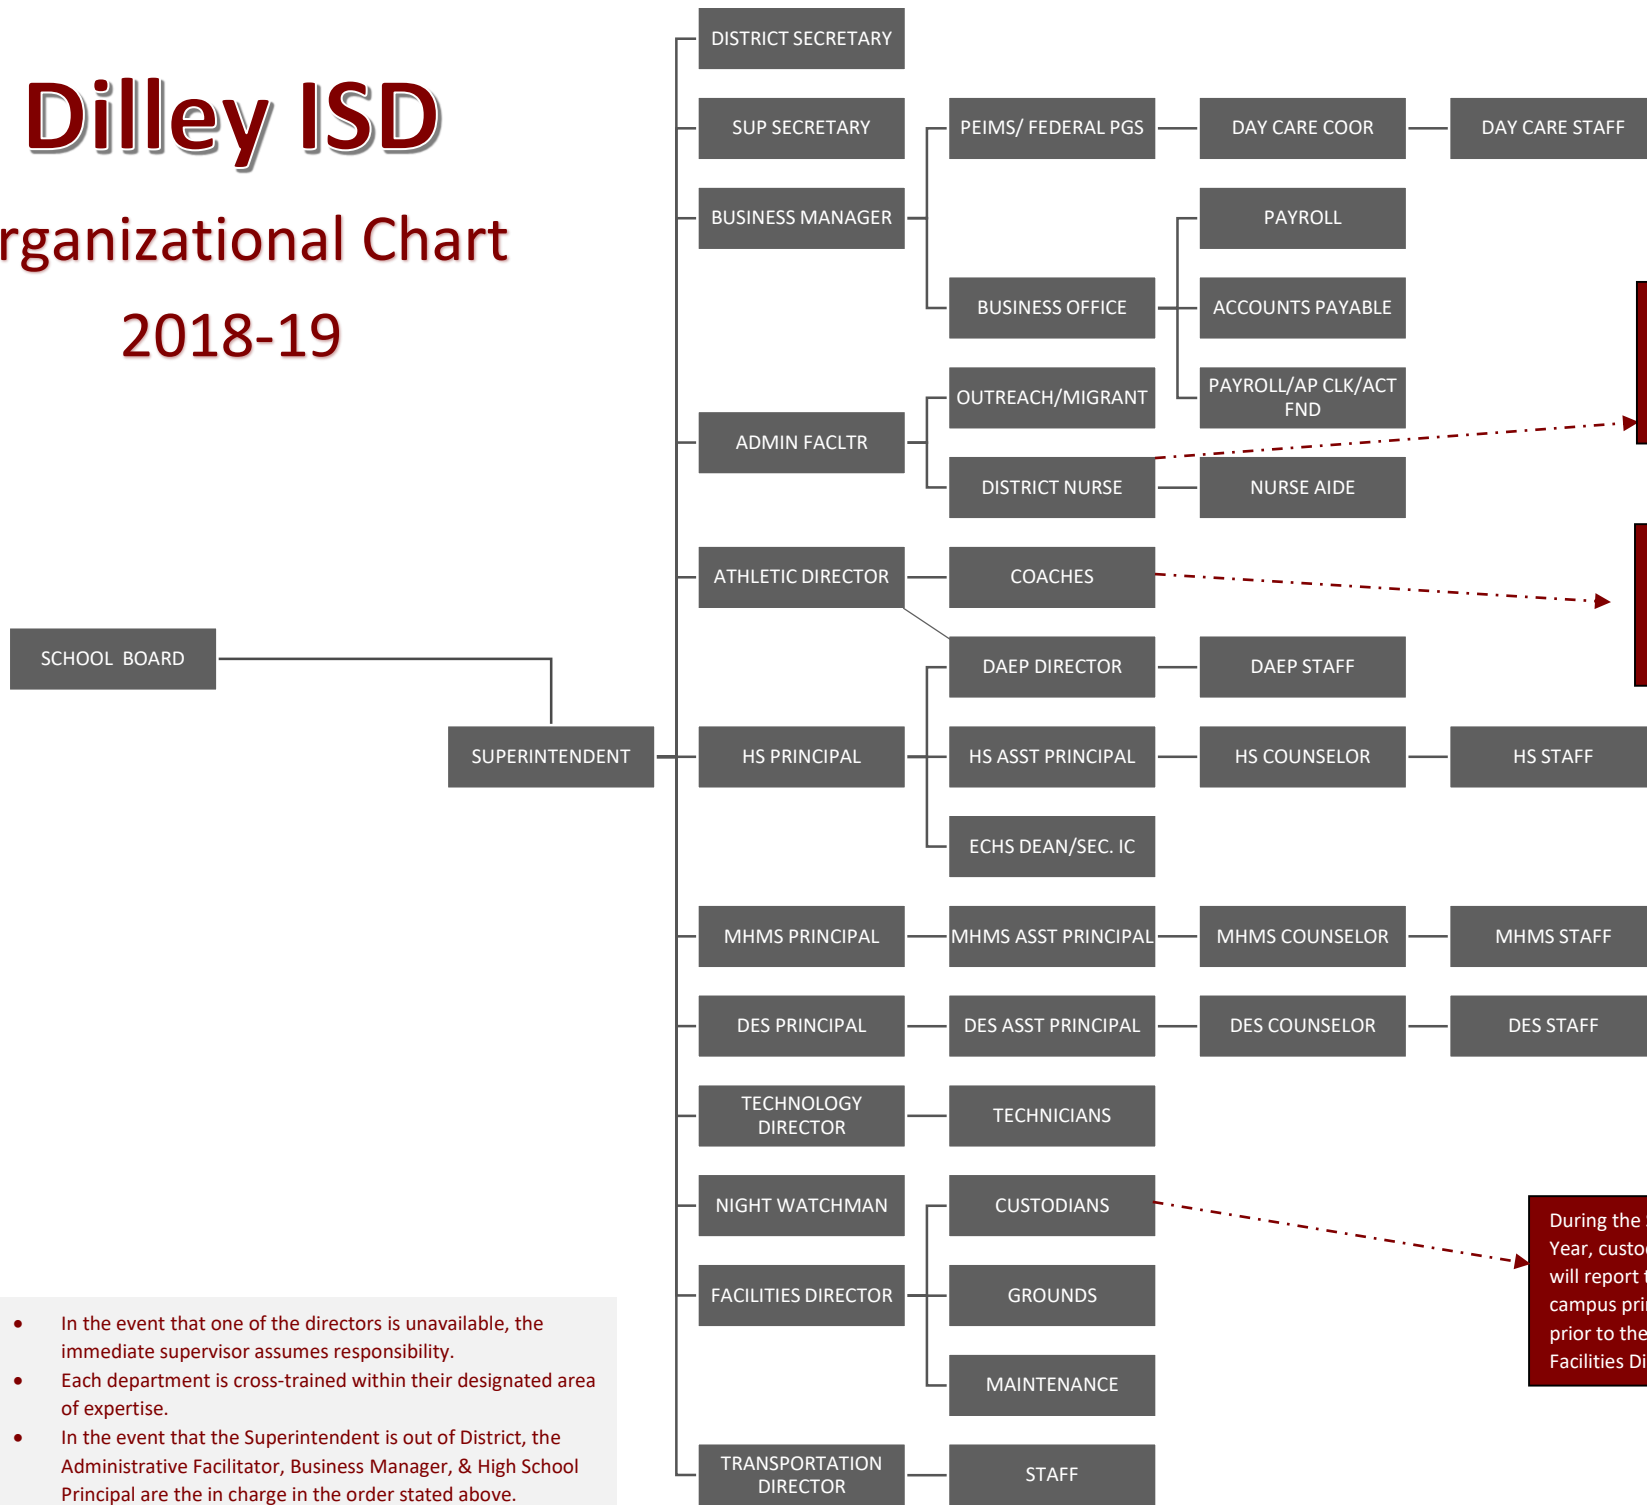 Dilley ISD
rganizational Chart
2018-19
DISTRICT SECRETARY
SUP SECRETARY
PEIMS/ FEDERAL PGS
DAY CARE COOR
DAY CARE STAFF
BUSINESS MANAGER
PAYROLL
BUSINESS OFFICE
ACCOUNTS PAYABLE
OUTREACH/MIGRANT
PAYROLL/AP CLK/ACT
FND
ADMIN FACLTR
DISTRICT NURSE
NURSE AIDE
ATHLETIC DIRECTOR
COACHES
SCHOOL BOARD
DAEP DIRECTOR
DAEP STAFF
SUPERINTENDENT
HS PRINCIPAL
HS ASST PRINCIPAL
HS COUNSELOR
HS STAFF
ECHS DEAN/SEC. IC
MHMS PRINCIPAL
MHMS ASST PRINCIPAL
MHMS COUNSELOR
MHMS STAFF
DES PRINCIPAL
DES ASST PRINCIPAL
DES COUNSELOR
DES STAFF
TECHNOLOGY
DIRECTOR
TECHNICIANS
NIGHT WATCHMAN
CUSTODIANS
FACILITIES DIRECTOR
GROUNDS
MAINTENANCE
TRANSPORTATION
DIRECTOR
STAFF
During the
Year, custo
will report
campus pri
prior to the
Facilities Di
• In the event that one of the directors is unavailable, the
immediate supervisor assumes responsibility.
• Each department is cross-trained within their designated area
of expertise.
• In the event that the Superintendent is out of District, the
Administrative Facilitator, Business Manager, & High School
Principal are the in charge in the order stated above.